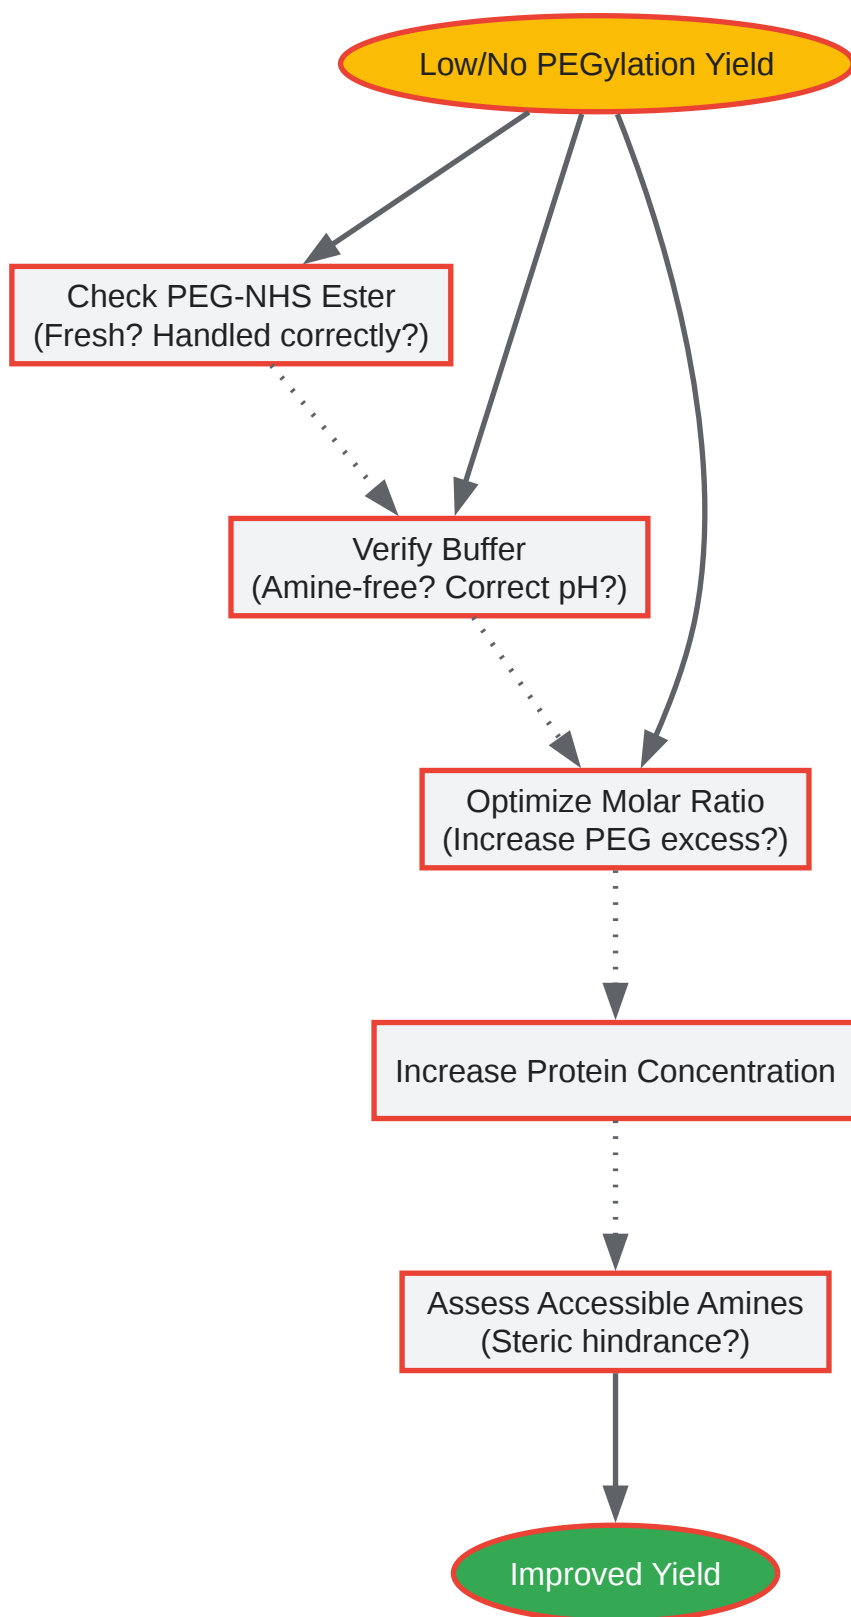 Low/No PEGylation Yield
Check PEG-NHS Ester
(Fresh? Handled correctly?)
Verify Buffer
(Amine-free? Correct pH?)
Optimize Molar Ratio
(Increase PEG excess?)
Increase Protein Concentration
Assess Accessible Amines
(Steric hindrance?)
Improved Yield